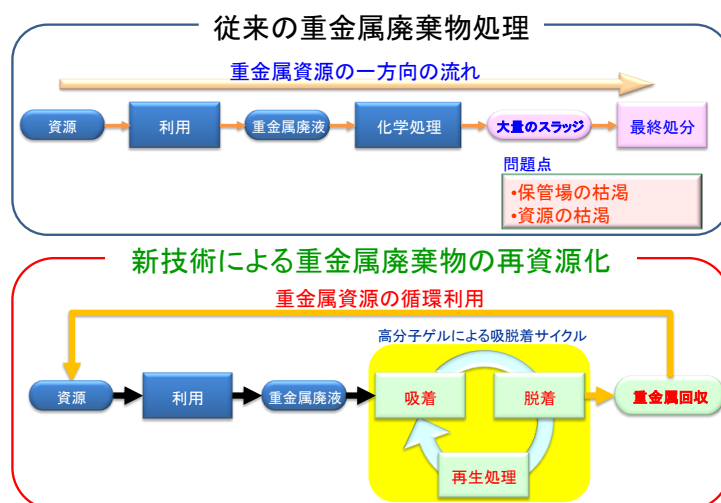 従来の重金属廃棄物処理
重金属資源の一方向の流れ
資源
利用
重金属廃液
化学処理
大量のスラッジ
最終処分
問題点
•保管場の枯渇
•資源の枯渇
新技術による重金属廃棄物の再資源化
重金属資源の循環利用
高分子ゲルによる吸脱着サイクル
資源
利用
重金属廃液
吸着
脱着
重金属回収
再生処理